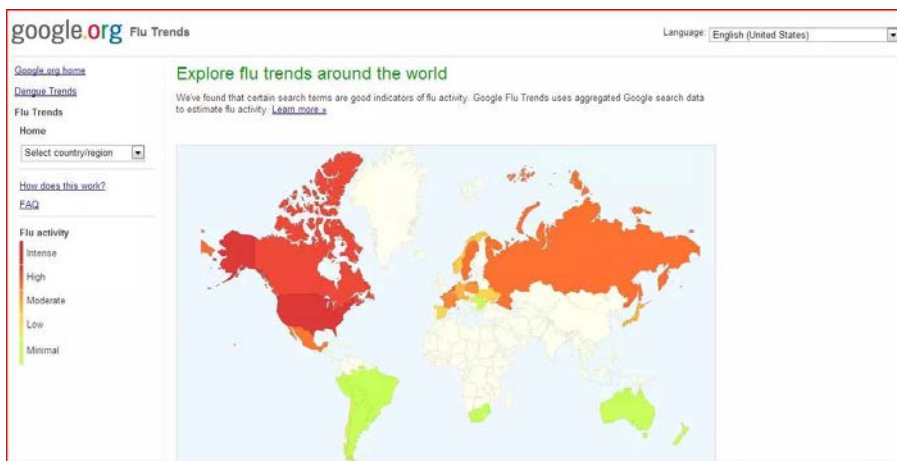 google.org Flu Trends
Language: English (United States)
Google.org home
Dengue Trends
Flu Trends
Home
Select country/region
How does this work?
FAQ
Flu activity
Intense
High
Moderate
Low
Minimal
Explore flu trends around the world
We've found that certain search terms are good indicators of flu activity. Google Flu Trends uses aggregated Google search data
to estimate flu activity. Learn more »